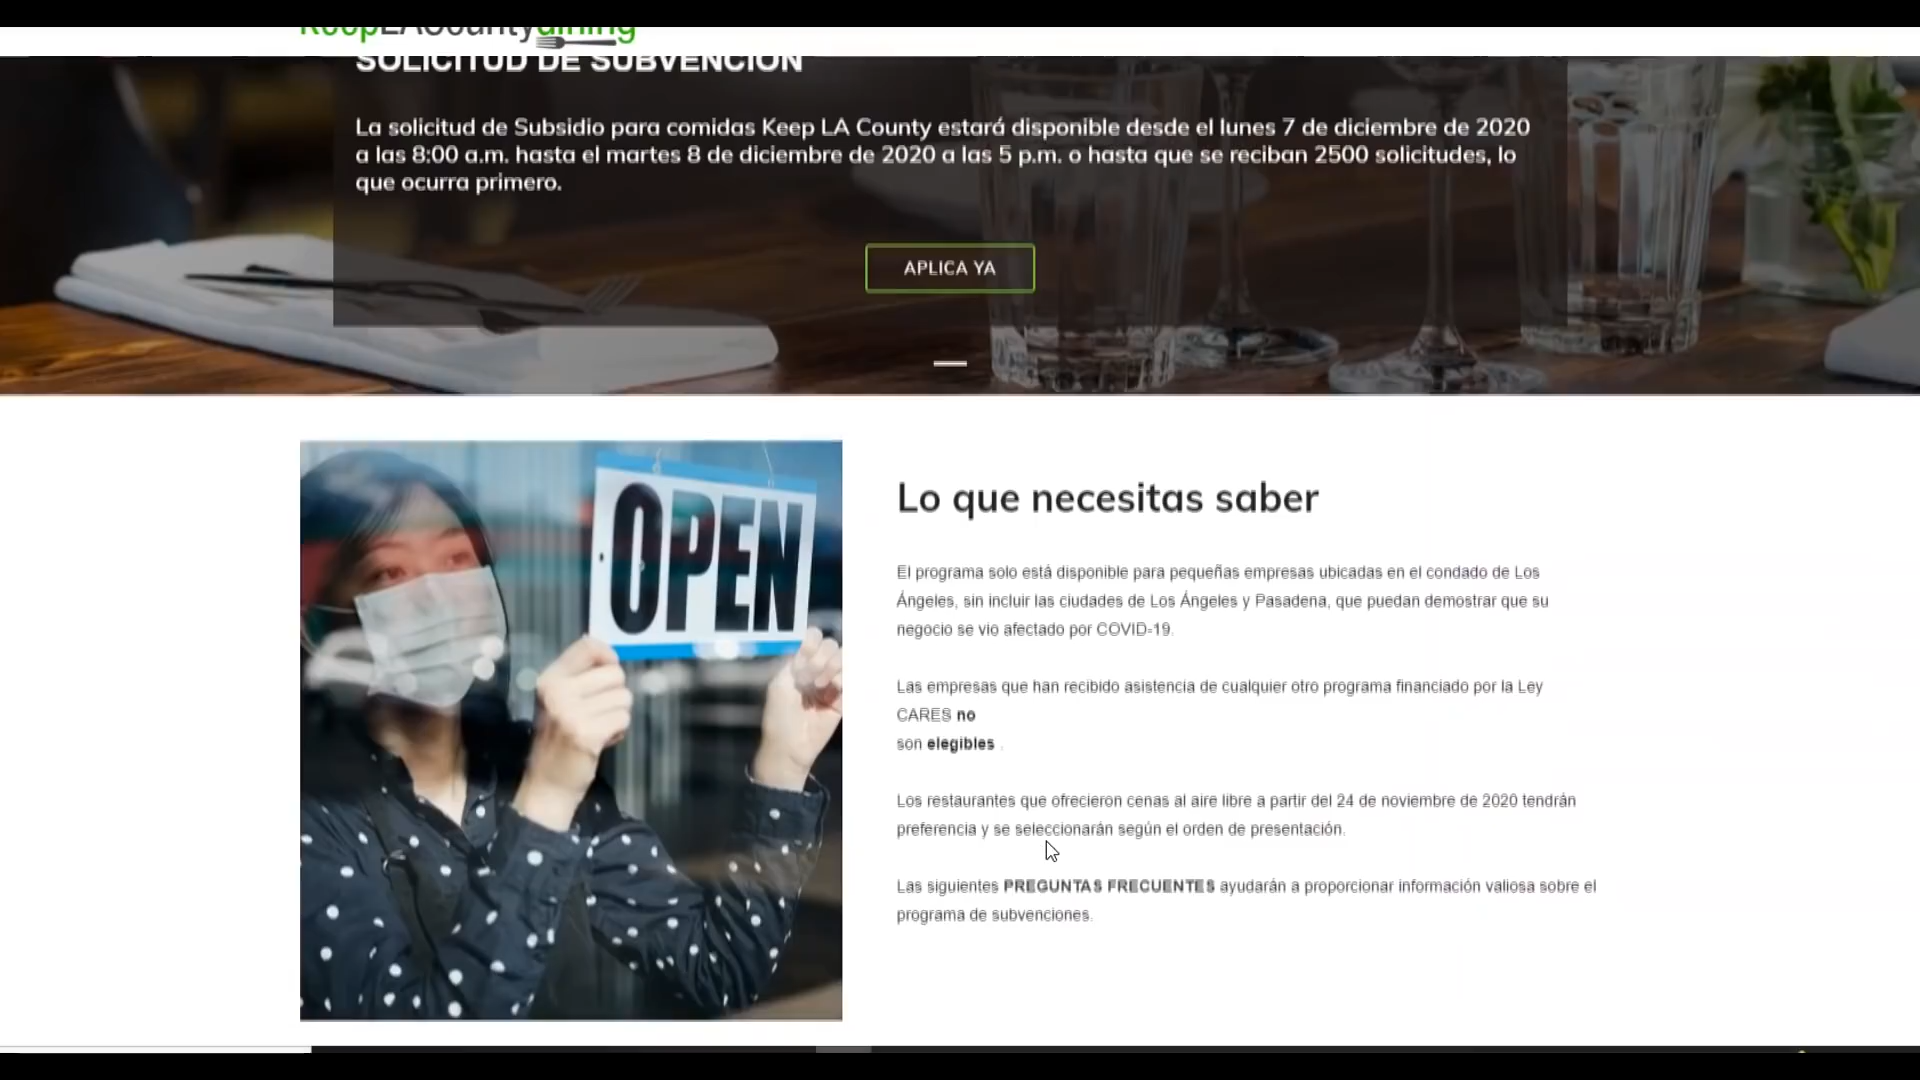 KeepLACountydining
SOLICITUD DE SUBVENCIÓN
La solicitud de Subsidio para comidas Keep LA County estará disponible desde el lunes 7 de diciembre de 2020
a las 8:00 a.m. hasta el martes 8 de diciembre de 2020 a las 5 p.m. o hasta que se reciban 2500 solicitudes, lo
que ocurra primero.
APLICA YA
OPEN
Lo que necesitas saber
El programa solo está disponible para pequeñas empresas ubicadas en el condado de Los
Ángeles, sin incluir las ciudades de Los Ángeles y Pasadena, que puedan demostrar que su
negocio se vio afectado por COVID-19.
Las empresas que han recibido asistencia de cualquier otro programa financiado por la Ley
CARES no
son elegibles .
Los restaurantes que ofrecieron cenas al aire libre a partir del 24 de noviembre de 2020 tendrán
preferencia y se seleccionarán según el orden de presentación.
Las siguientes PREGUNTAS FRECUENTES ayudarán a proporcionar información valiosa sobre el
programa de subvenciones.